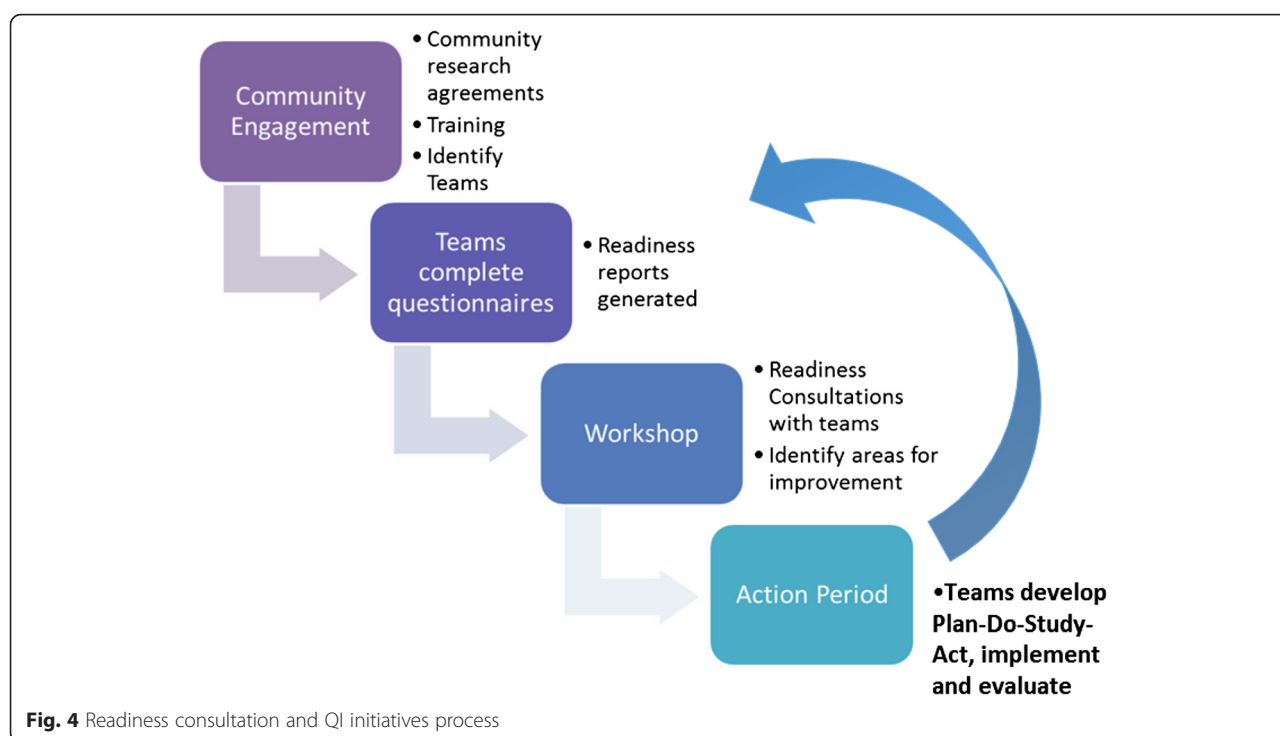 Community
Engagement
• Community
research
agreements
• Training
• Identify
Teams
Teams
complete
questionnaires
• Readiness
reports
generated
Workshop
• Readiness
Consultations
with teams
• Identify areas for
improvement
Action Period
•Teams develop
Plan-Do-Study-
Act, implement
and evaluate
Fig. 4 Readiness consultation and QI initiatives process